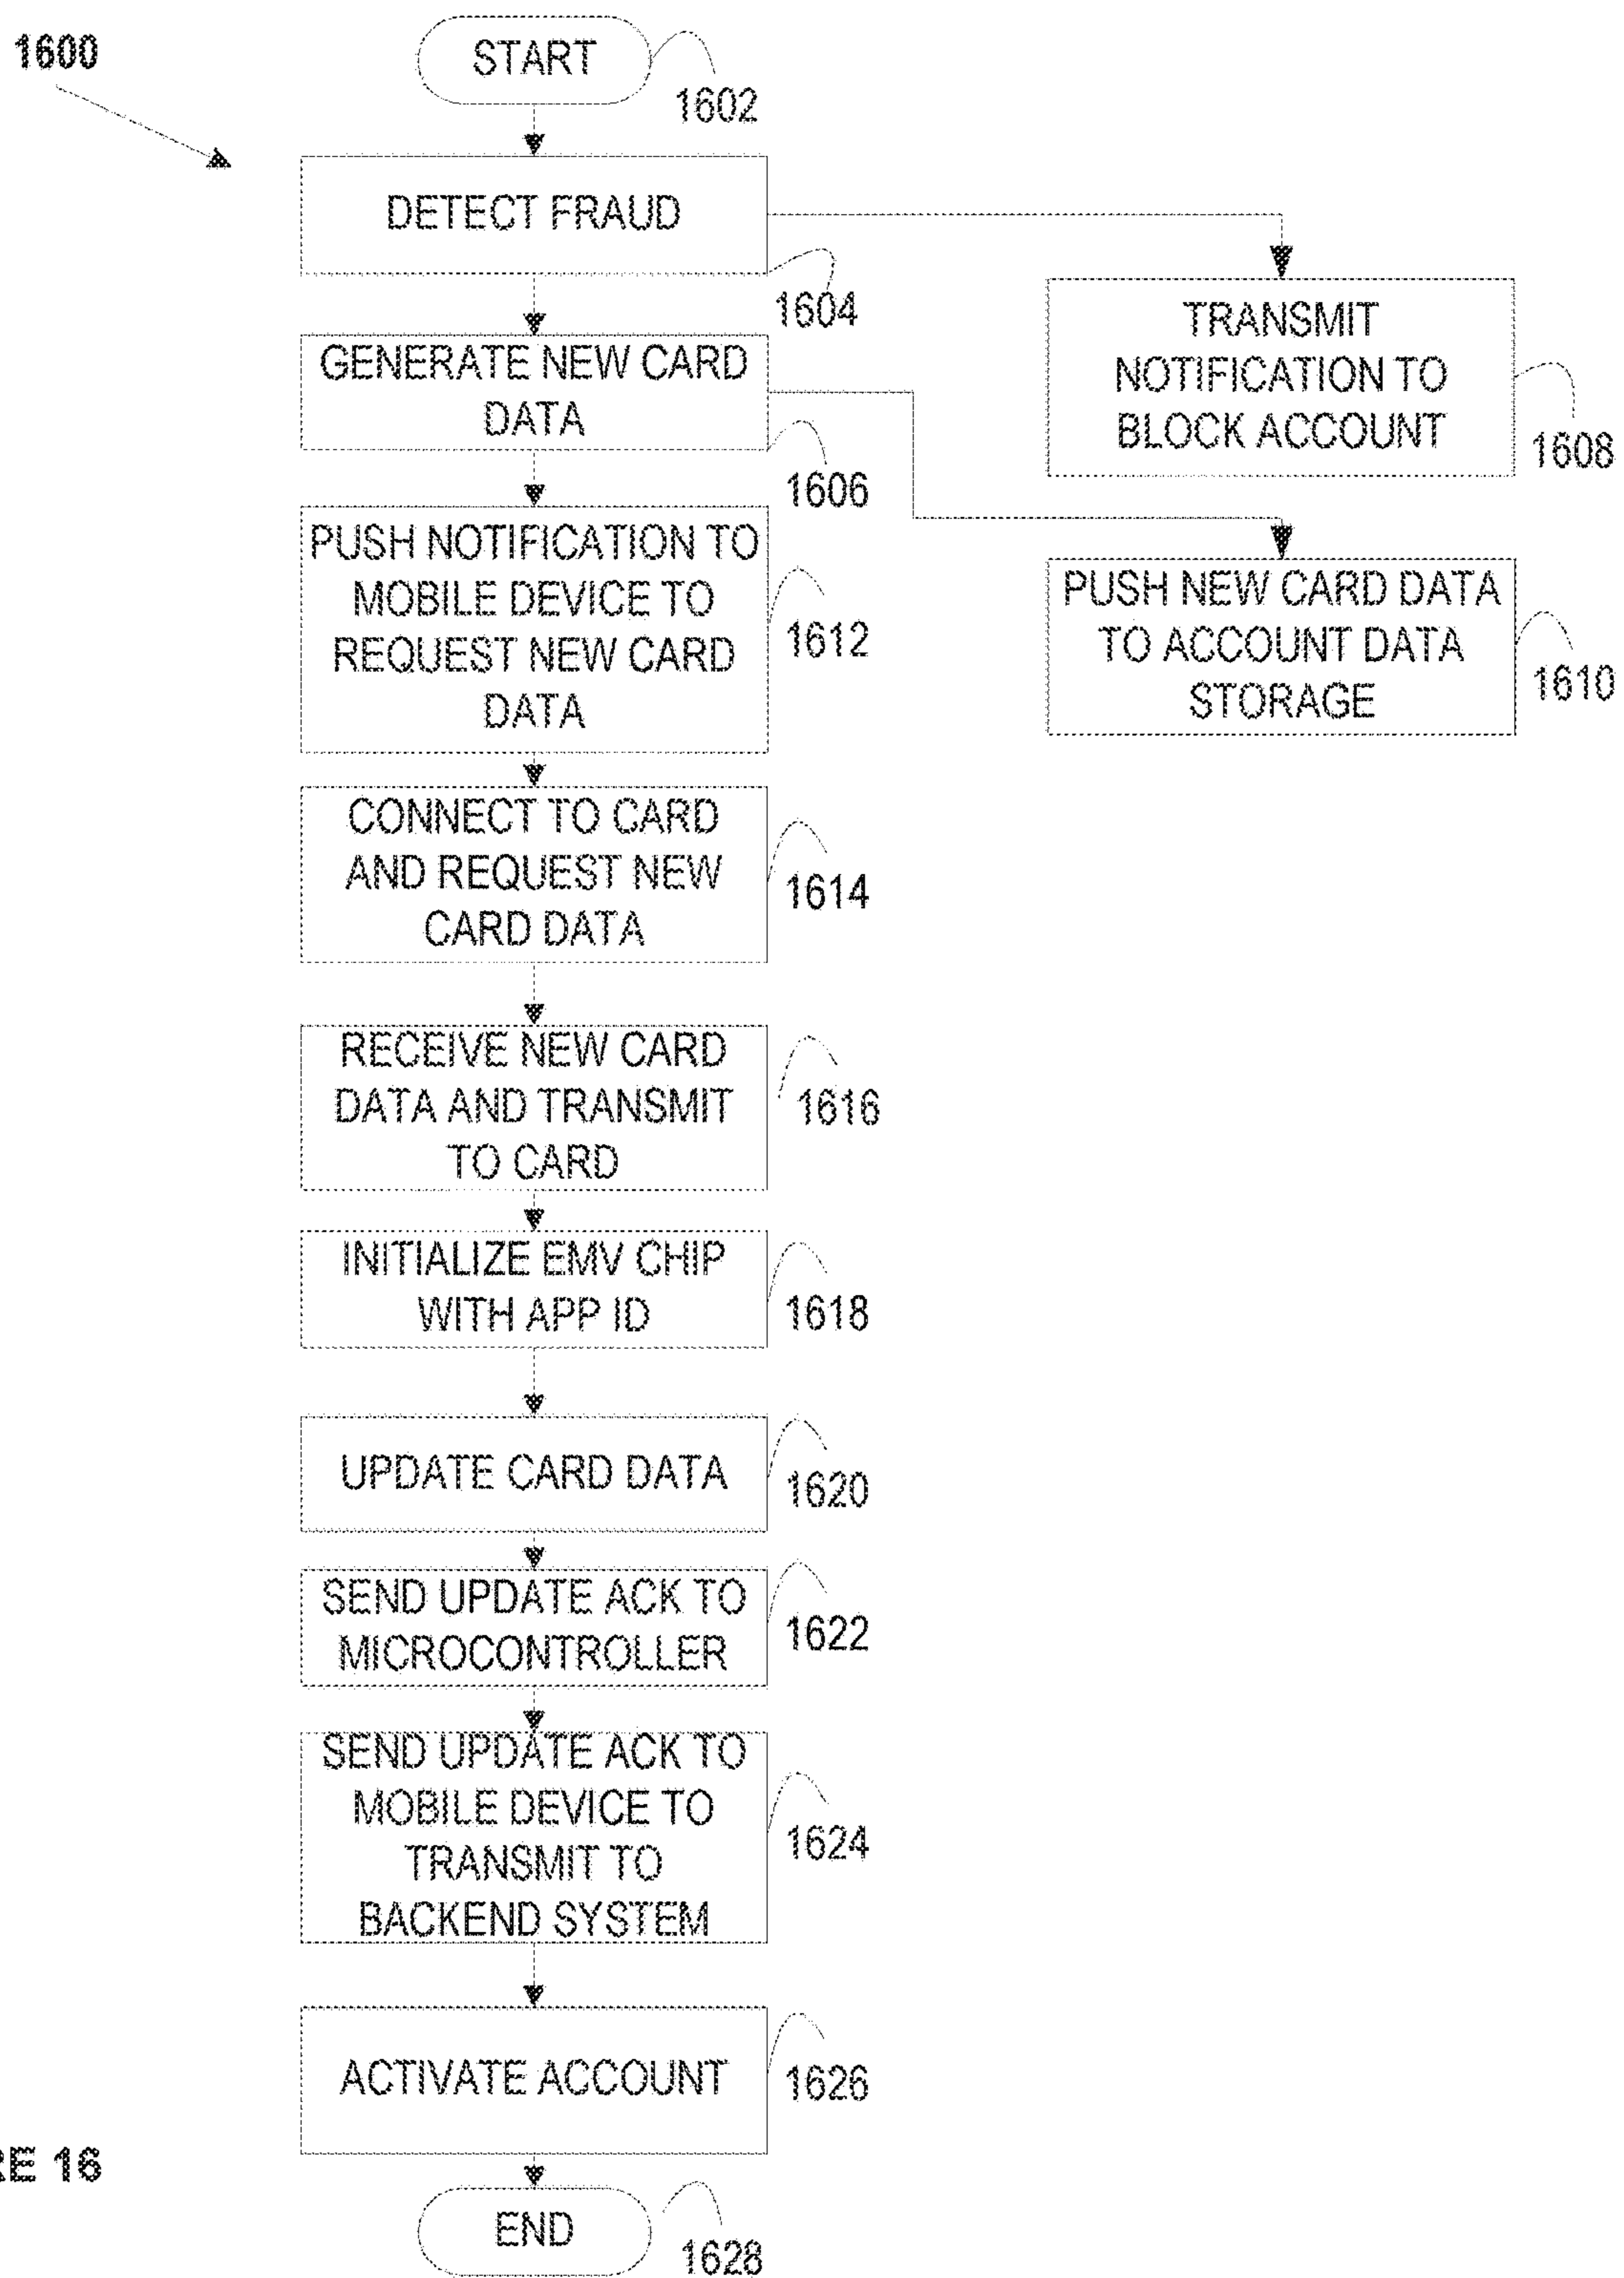 1600
START
1602
DETECT FRAUD
1604
TRANSMIT
NOTIFICATION TO
BLOCK ACCOUNT
1608
GENERATE NEW CARD
DATA
1606
PUSH NEW CARD DATA
TO ACCOUNT DATA
STORAGE
1610
PUSH NOTIFICATION TO
MOBILE DEVICE TO
REQUEST NEW CARD
DATA
1612
CONNECT TO CARD
AND REQUEST NEW
CARD DATA
1614
RECEIVE NEW CARD
DATA AND TRANSMIT
TO CARD
1616
INITIALIZE EMV CHIP
WITH APP ID
1618
UPDATE CARD DATA
1620
SEND UPDATE ACK TO
MICROCONTROLLER
1622
SEND UPDATE ACK TO
MOBILE DEVICE TO
TRANSMIT TO
BACKEND SYSTEM
1624
ACTIVATE ACCOUNT
1626
RE 16
END
1628